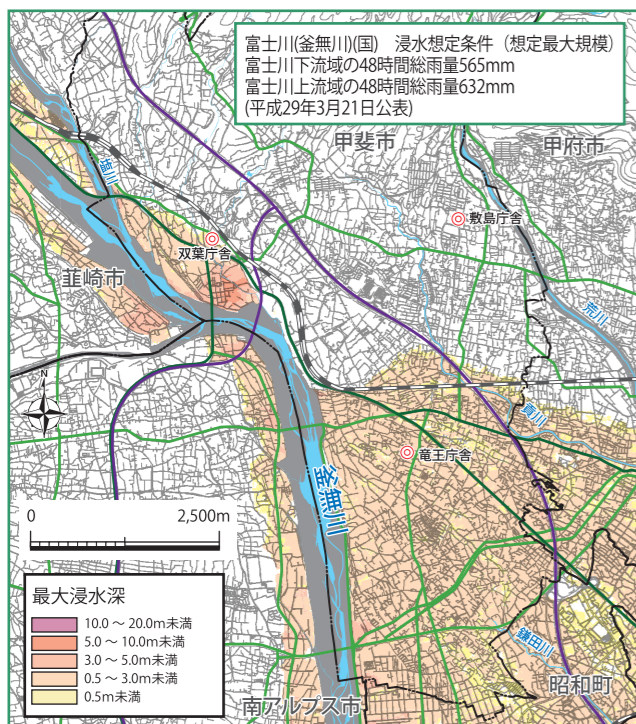 富士川(釜無川)(国)　浸水想定条件（想定最大規模）
富士川下流域の48時間総雨量565mm
富士川上流域の48時間総雨量632mm
(平成29年3月21日公表)
甲斐市
甲府市
塩川
敷島庁舎
双葉庁舎
韮崎市
荒川
N
貢川
竜王庁舎
釜無川
0
2,500m
最大浸水深
10.0 ～ 20.0m未満
5.0 ～ 10.0m未満
3.0 ～ 5.0m未満
0.5 ～ 3.0m未満
0.5m未満
鎌田川
昭和町
南アルプス市